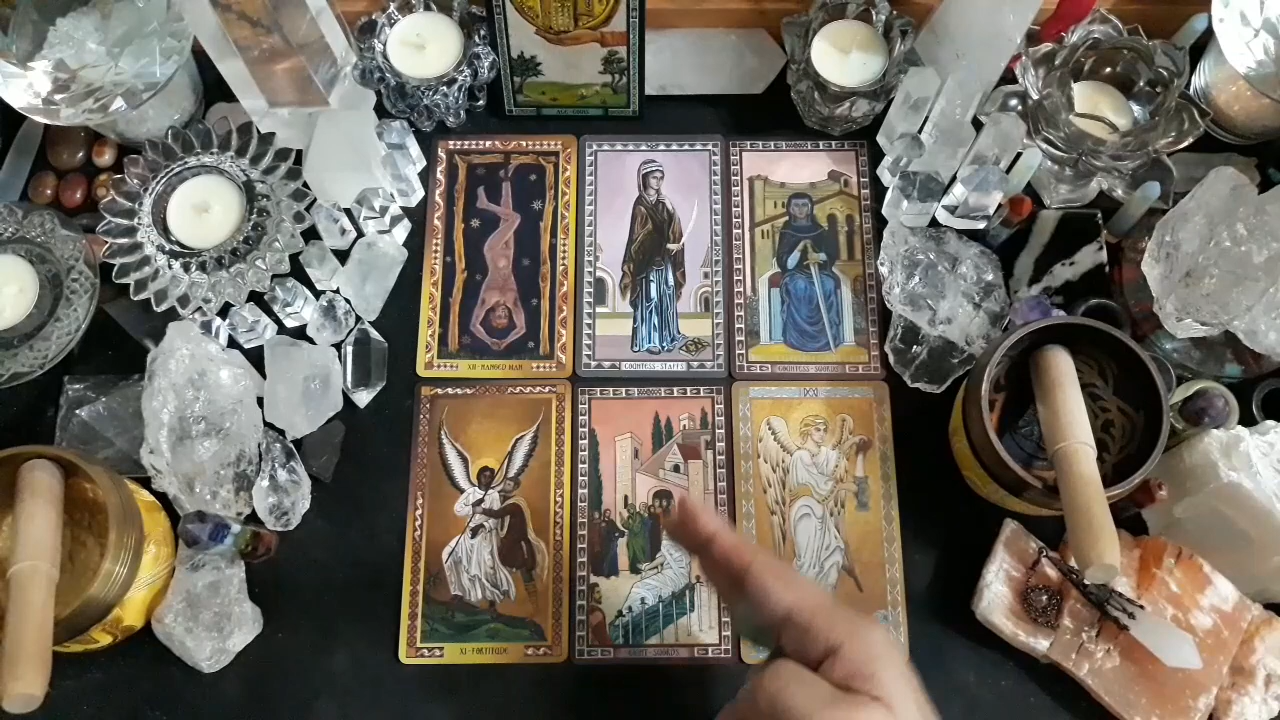 XII-HANGED MAN
COUNTESS-STAFFS
COUNTESS-SWORDS
XI-FORTITUDE
EIGHT-SWORDS